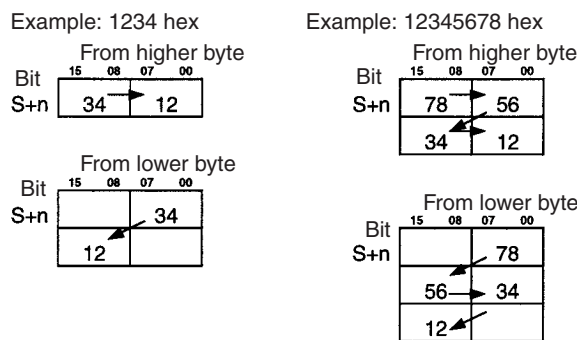 Example: 1234 hex
From higher byte
Bit 15 08 07 00
S+n 34 12
From lower byte
Bit 15 08 07 00
S+n 34
12
Example: 12345678 hex
From higher byte
Bit 15 08 07 00
S+n 78 56
34 12
From lower byte
Bit 15 08 07 00
S+n 78
56 34
12